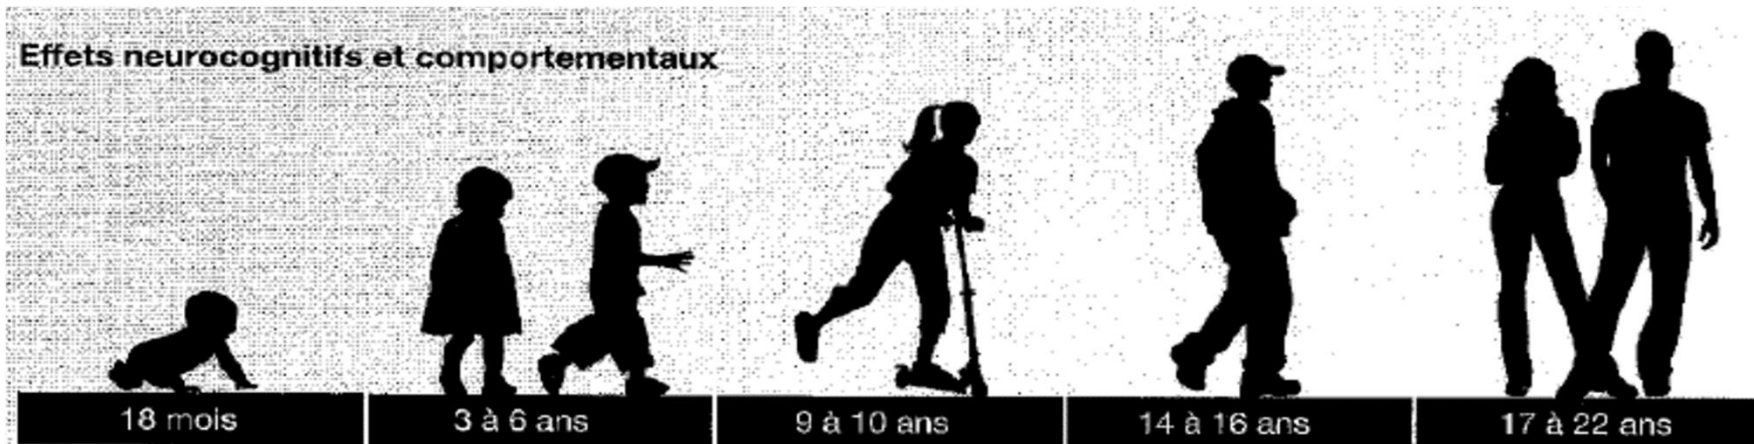 Effets neurocognitifs et comportementaux
18 mois
3 à 6 ans
9 à 10 ans
14 à 16 ans
17 à 22 ans